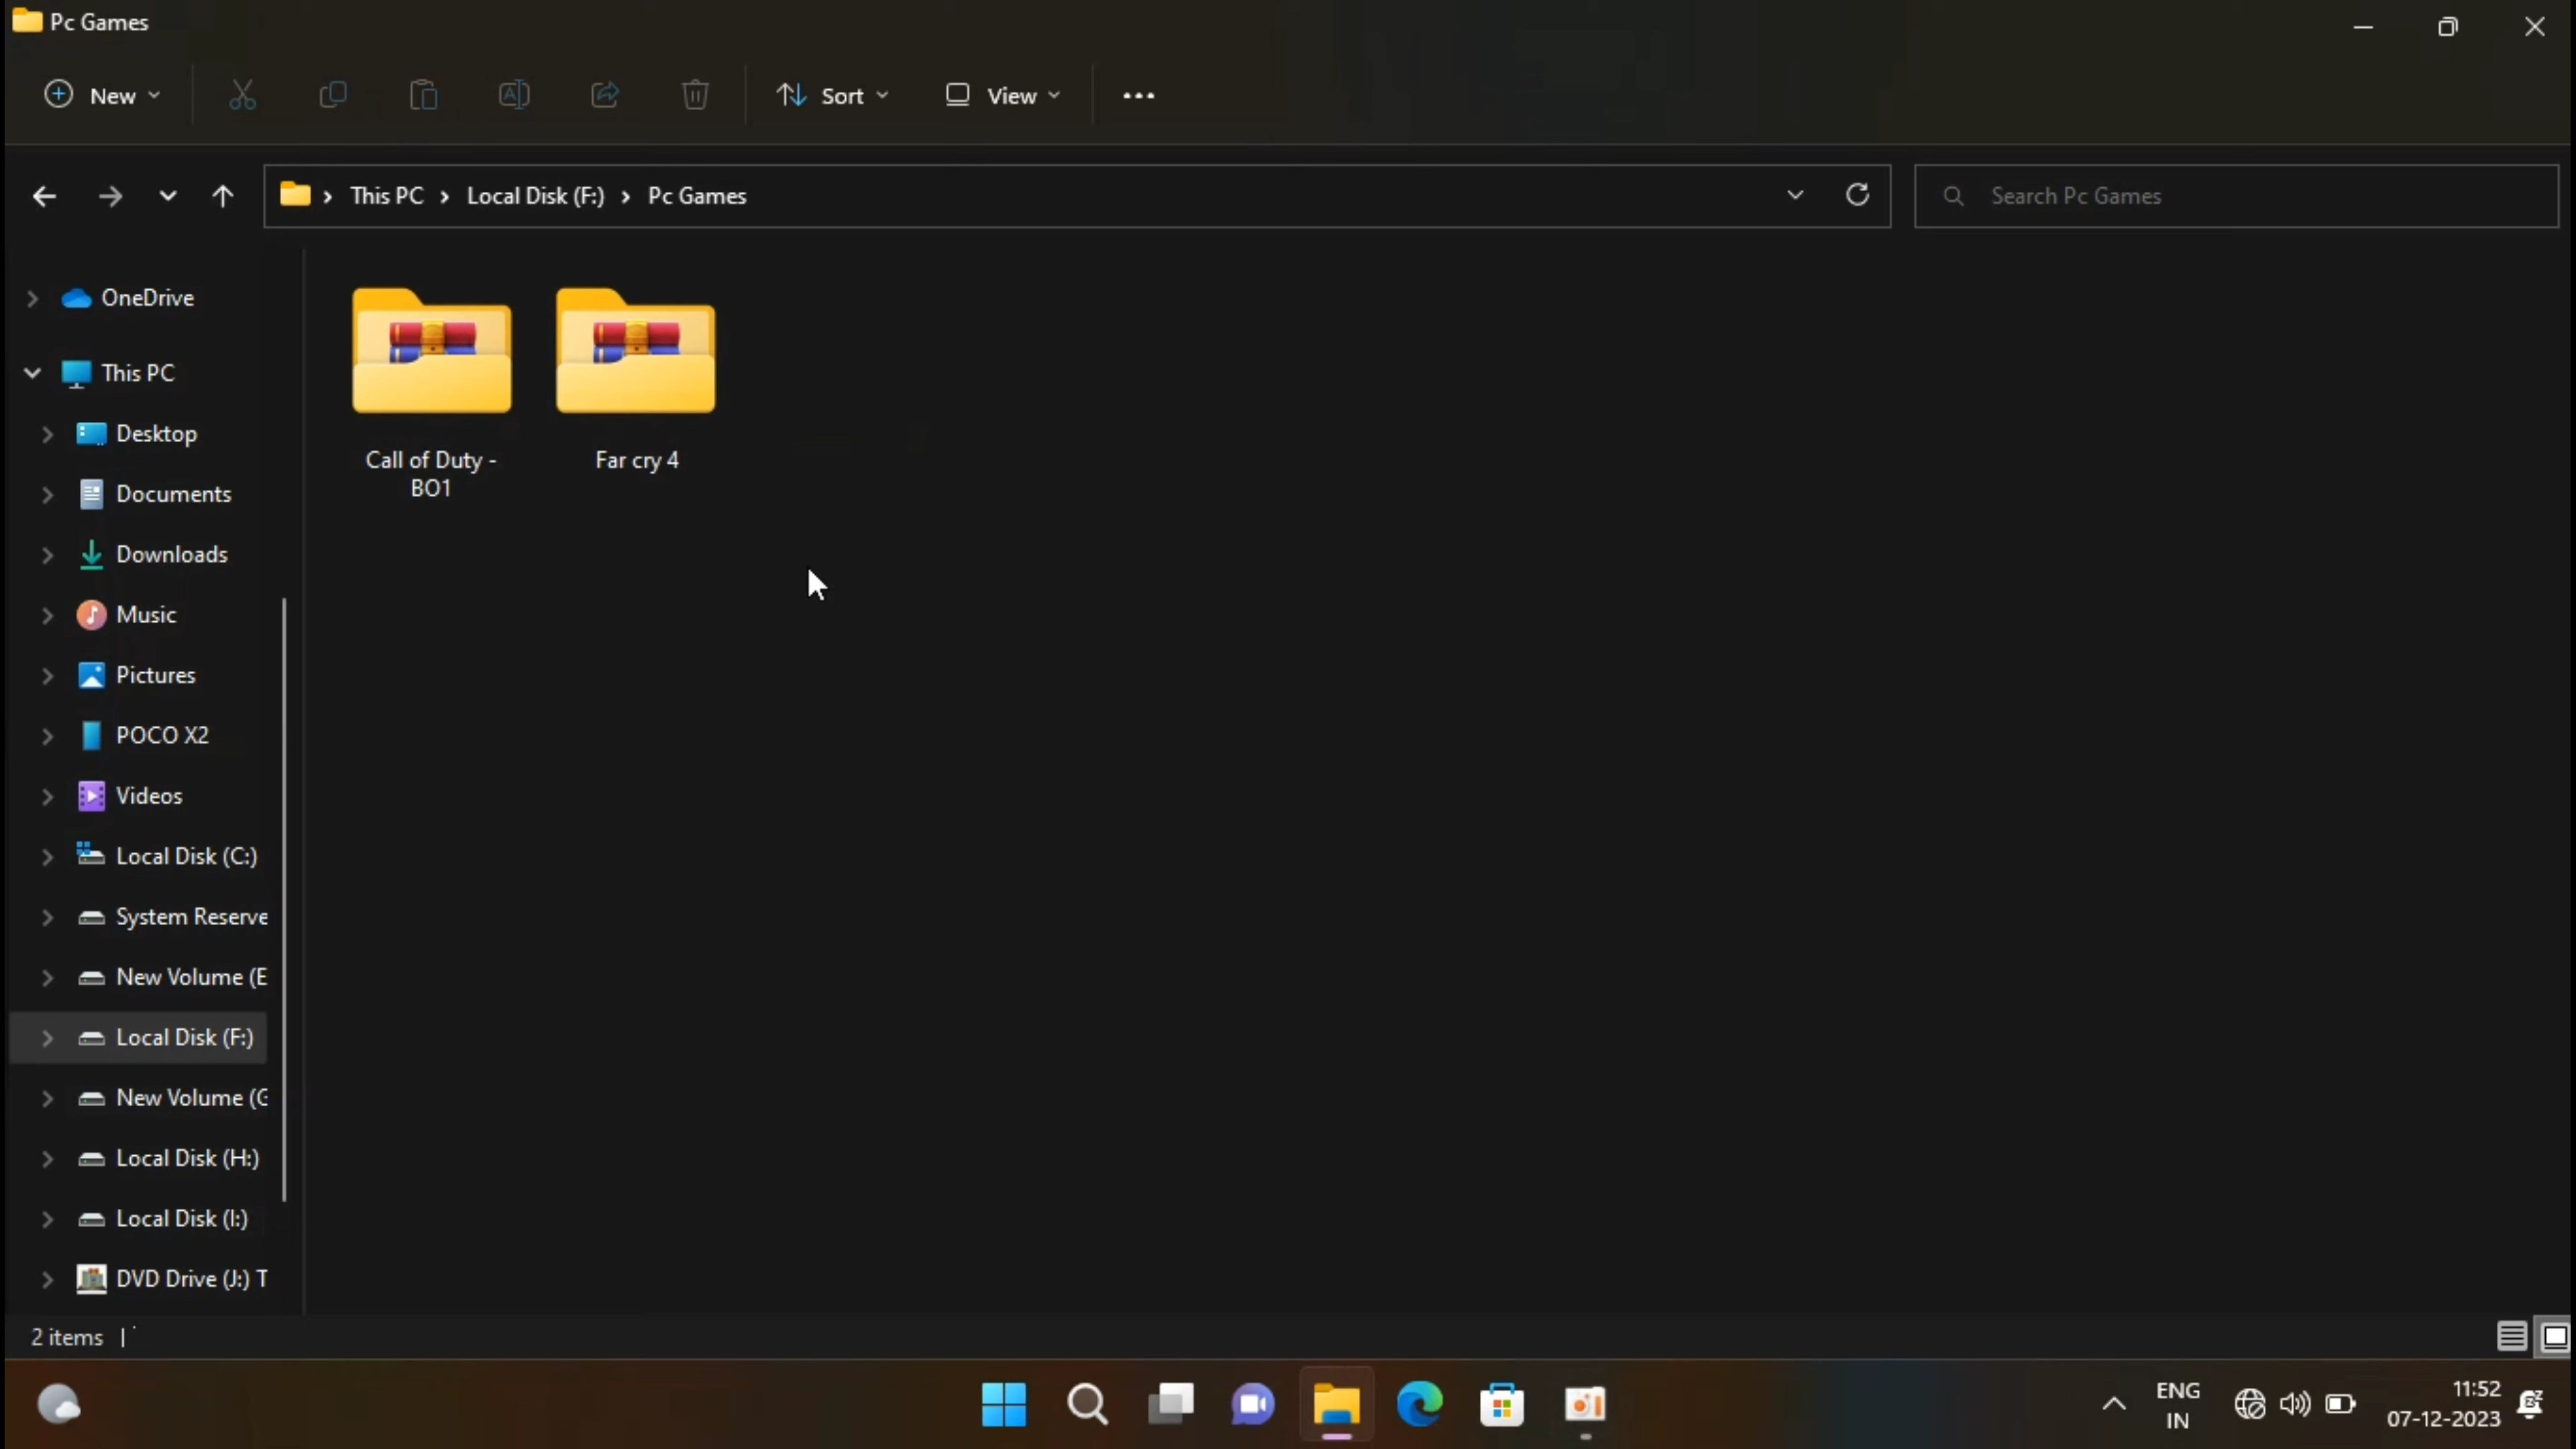 Pc Games
New
Sort
View
This PC
Local Disk (F:)
Pc Games
Search Pc Games
OneDrive
This PC
Desktop
Documents
Downloads
Music
Pictures
POCO X2
Videos
Local Disk (C:)
System Reserve
New Volume (E
Local Disk (F:)
New Volume (G
Local Disk (H:)
Local Disk (I:)
DVD Drive (J:) T
Call of Duty -
BO1
Far cry 4
2 items
ENG
IN
11:52
07-12-2023